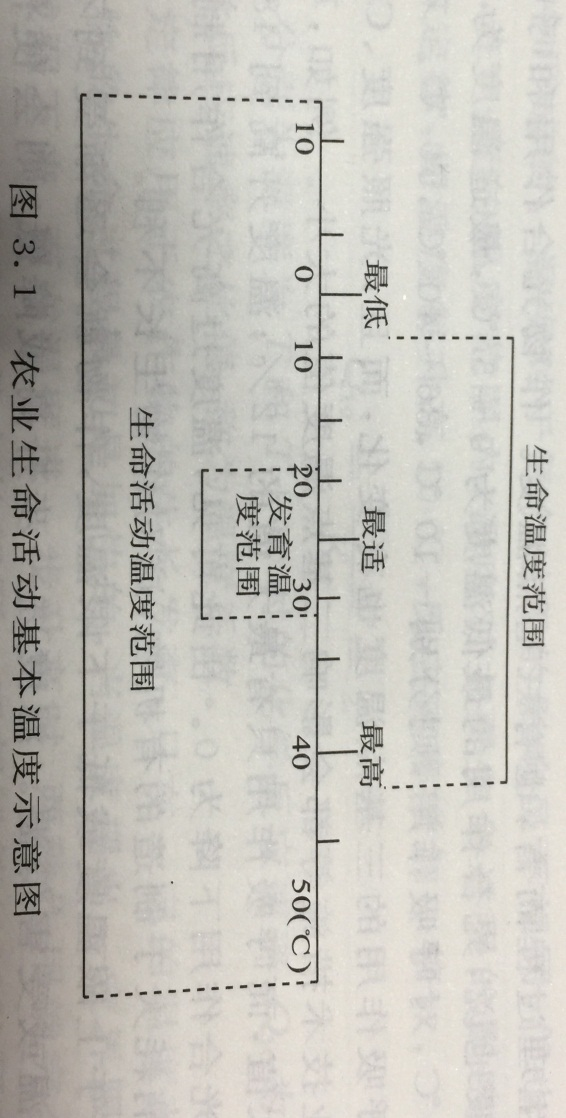 生命温度范围
最低 最适 最高
10 0 10 20 30 40 50(℃)
发育温
度范围
生命活动温度范围
图 3.1 农业生命活动基本温度示意图